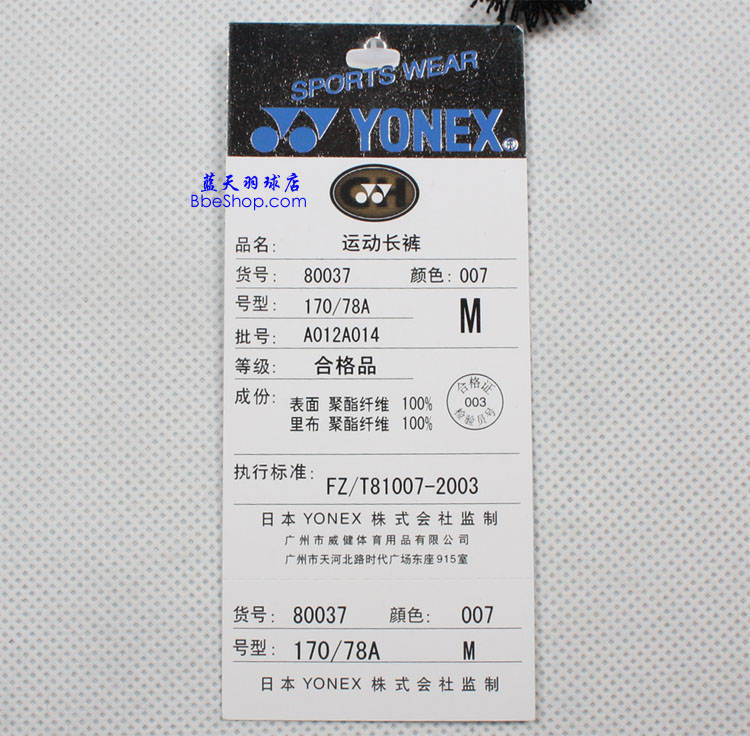 SPORTS WEAR
YONEX
蓝天羽球店
BbeShop.com
品名: 运动长裤
货号: 80037 颜色: 007
号型: 170/78A M
批号: A012A014
等级: 合格品
成份: 表面 聚酯纤维 100%
里布 聚酯纤维 100%
合格证
003
检验员号
执行标准: FZ/T81007-2003
日本 YONEX 株式会社监制
广州市威健体育用品有限公司
广州市天河北路时代广场东座915室
货号: 80037 顔色: 007
号型: 170/78A M
日本 YONEX 株式会社监制